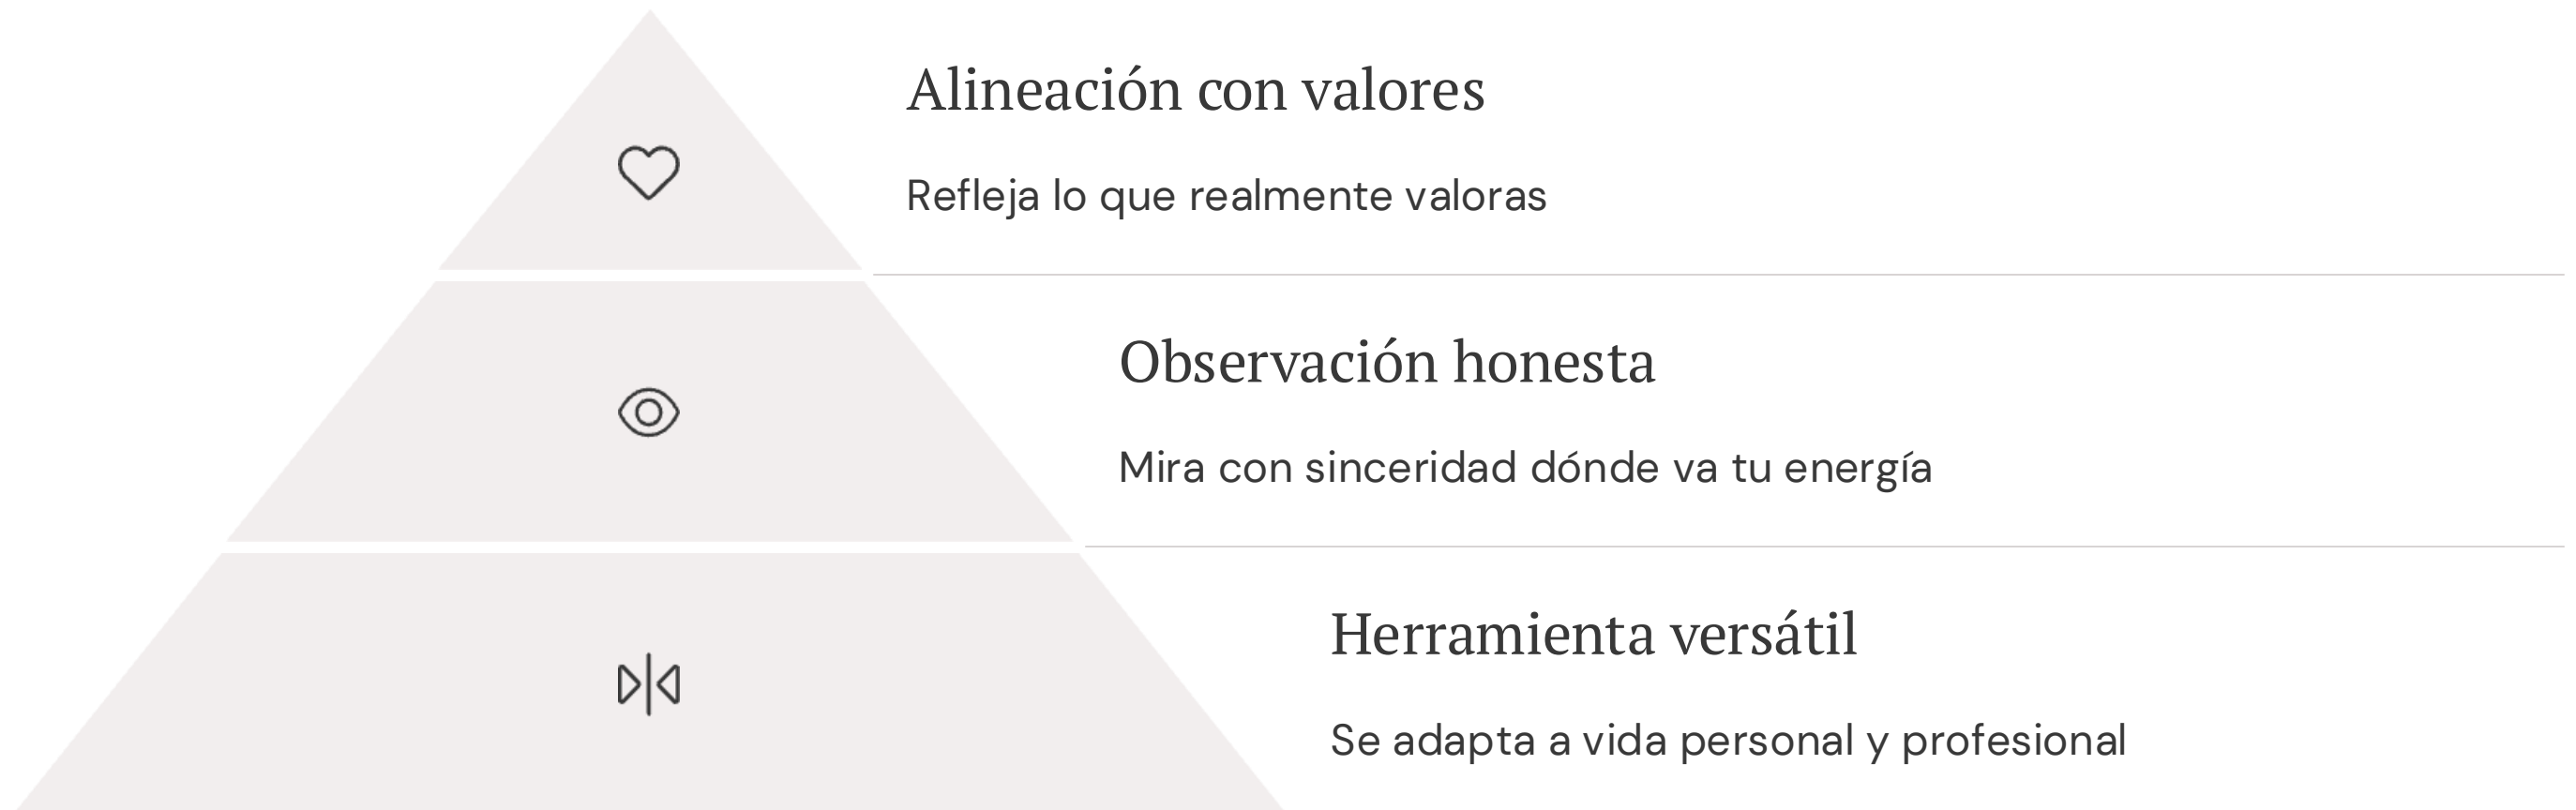 Alineación con valores
Refleja lo que realmente valoras
Observación honesta
Mira con sinceridad dónde va tu energía
Herramienta versátil
Se adapta a vida personal y profesional